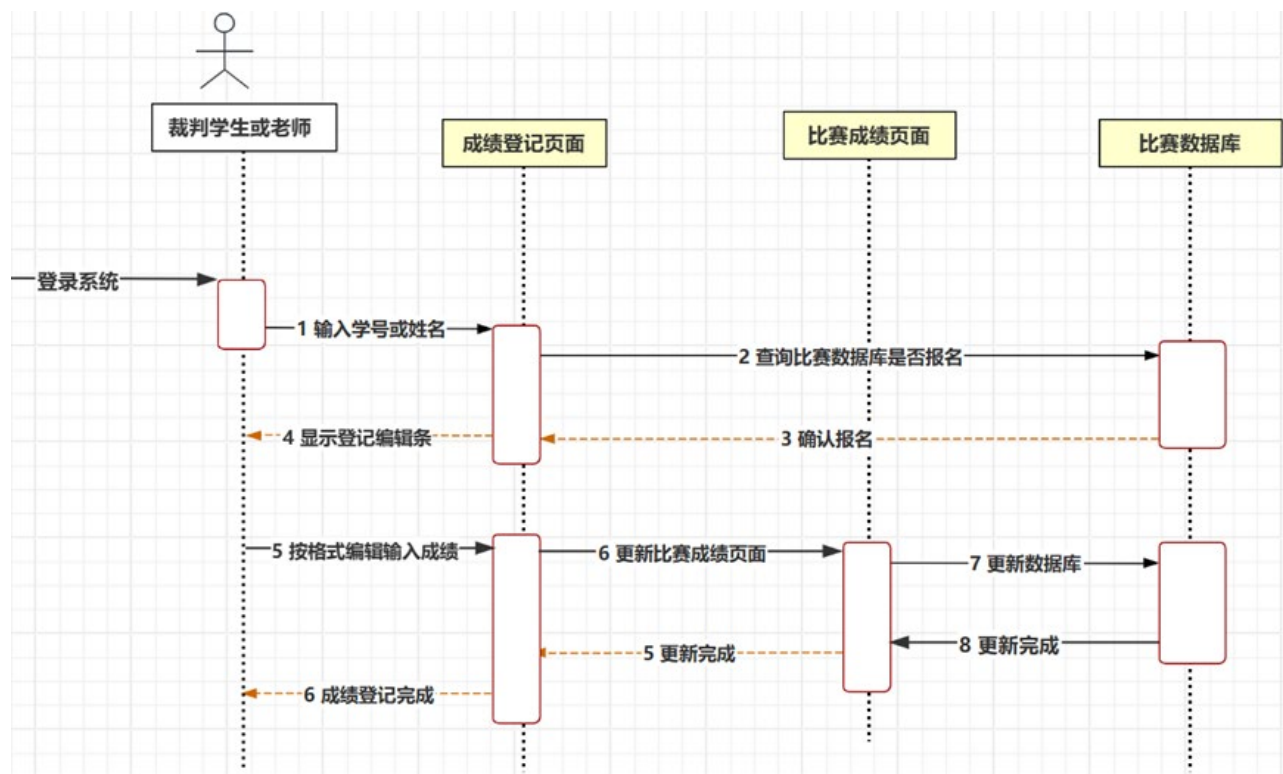 裁判学生或老师
成绩登记页面
比赛成绩页面
比赛数据库
登录系统
1 输入学号或姓名
2 查询比赛数据库是否报名
4 显示登记编辑条
3 确认报名
5 按格式编辑输入成绩
6 更新比赛成绩页面
7 更新数据库
8 更新完成
5 更新完成
6 成绩登记完成